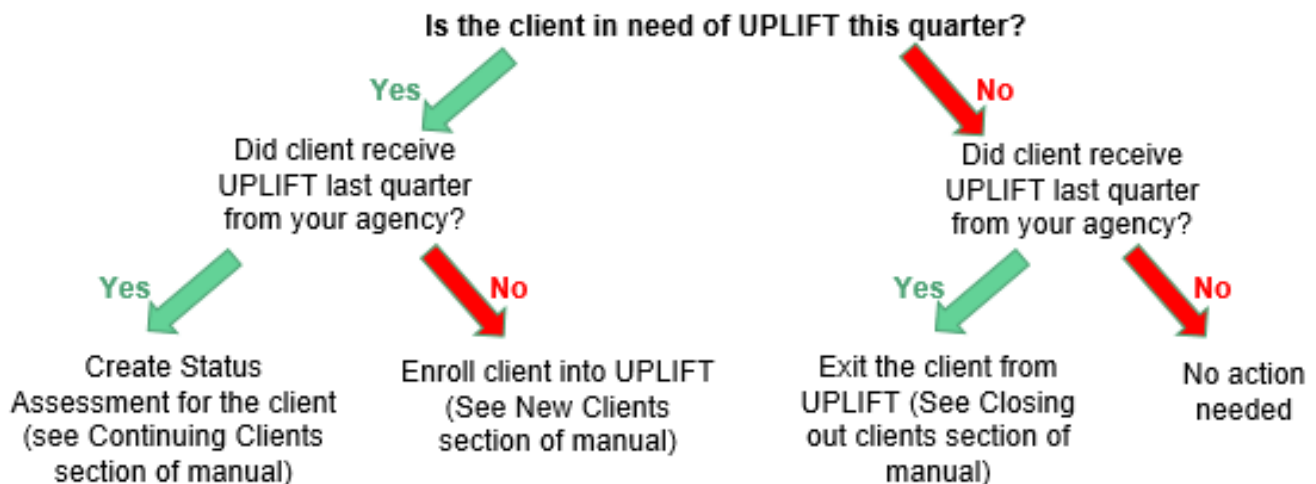 Is the client in need of UPLIFT this quarter?
Yes
No
Did client receive
UPLIFT last quarter
from your agency?
Did client receive
UPLIFT last quarter
from your agency?
Yes
No
Yes
No
Create Status
Assessment for the client
(see Continuing Clients
section of manual)
Enroll client into UPLIFT
(See New Clients
section of manual)
Exit the client from
UPLIFT (See Closing
out clients section of
manual)
No action
needed